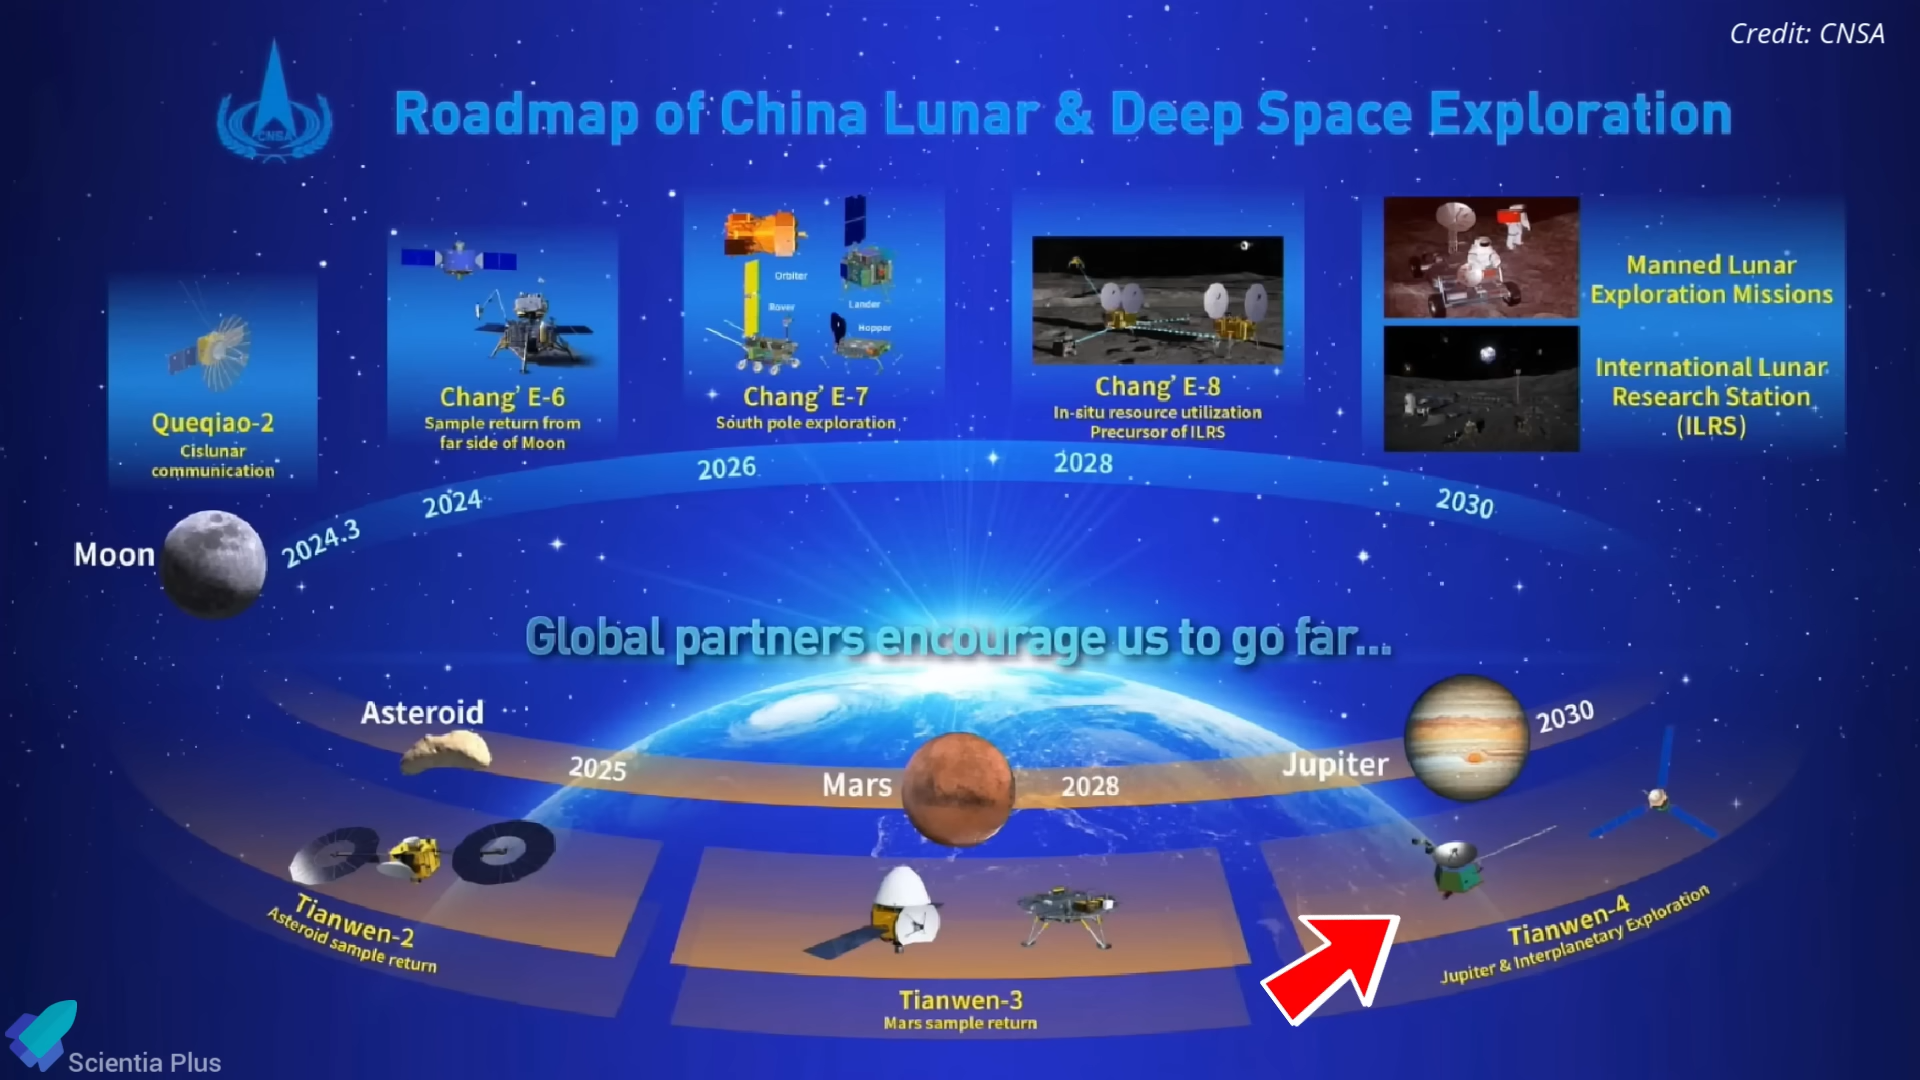 Credit: CNSA
CNSA
Roadmap of China Lunar & Deep Space Exploration
Queqiao-2
Cislunar
communication
Chang' E-6
Sample return from
far side of Moon
Orbiter
Rover
Lander
Hopper
Chang' E-7
South pole exploration
Chang' E-8
In-situ resource utilization
Precursor of ILRS
Manned Lunar
Exploration Missions
International Lunar
Research Station
(ILRS)
Moon
2024.3
2024
2026
2028
2030
Global partners encourage us to go far...
Asteroid
2025
Mars
2028
Jupiter
2030
Tianwen-2
Asteroid sample return
Tianwen-3
Mars sample return
Tianwen-4
Jupiter & Interplanetary Exploration
Scientia Plus